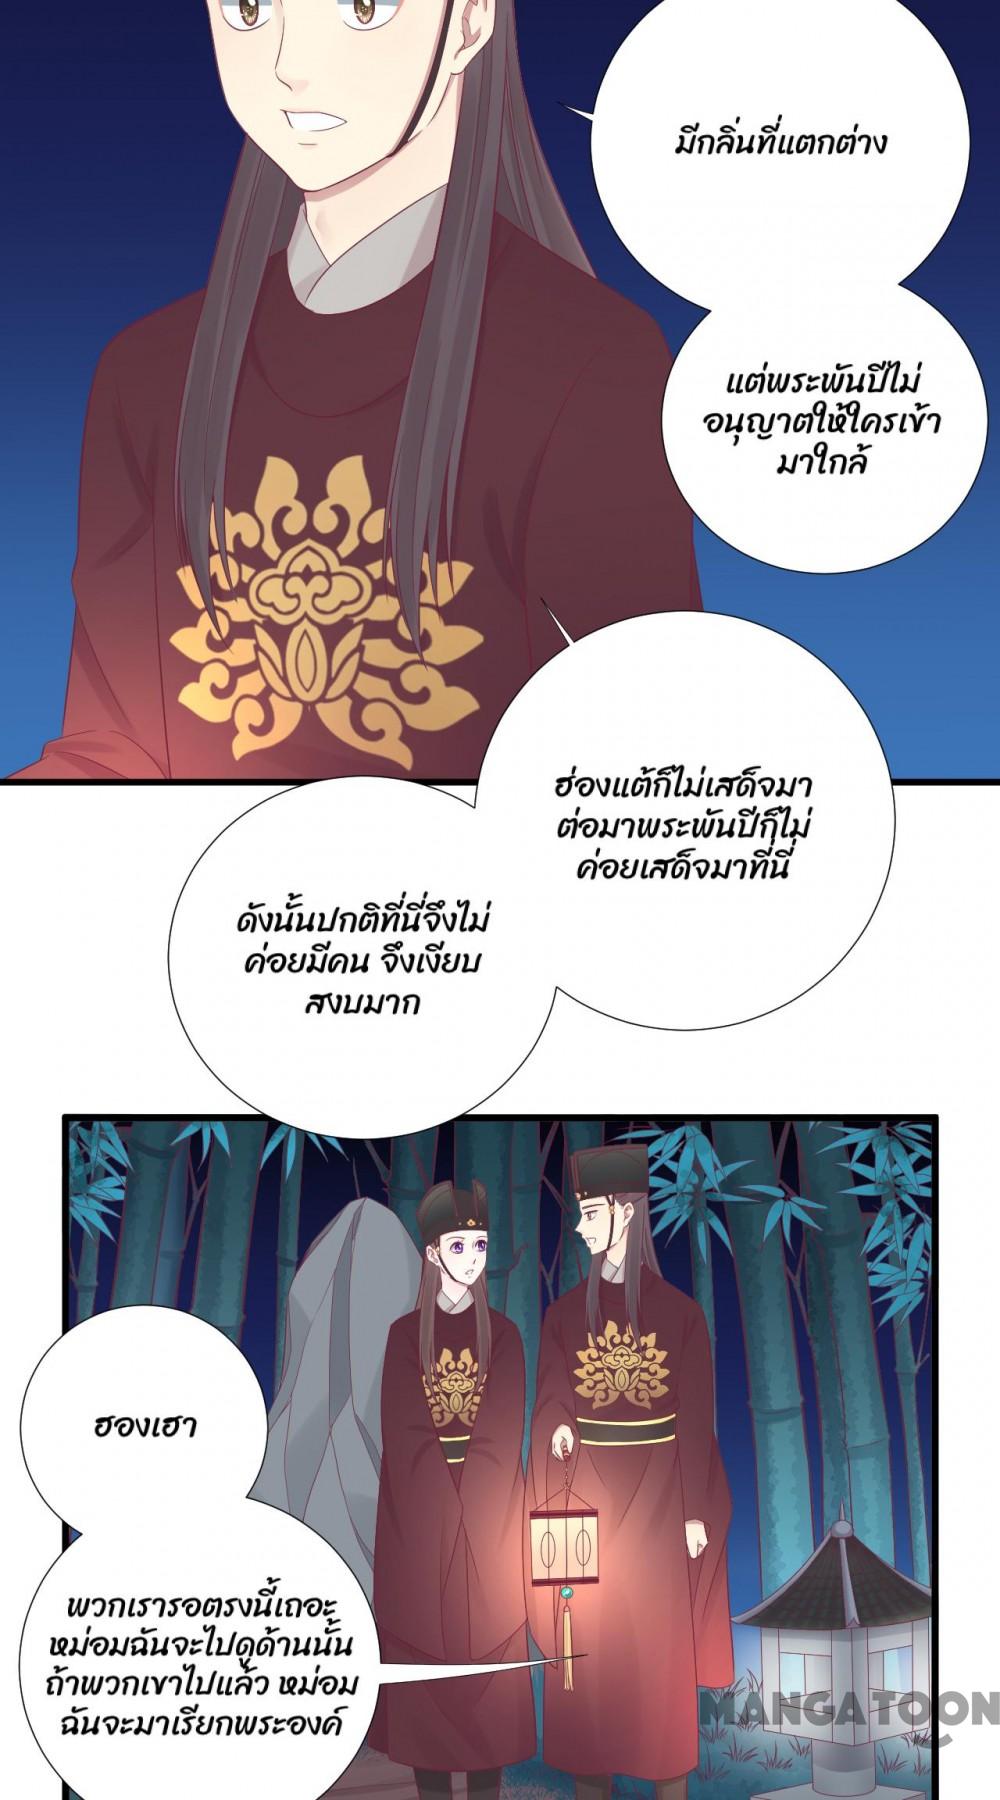 มีกลิ่นที่แตกต่าง
แต่พระพันปีไม่
อนุญาตให้ใครเข้า
มาใกล้
ฮ่องแต้ก็ไม่เสด็จมา
ต่อมาพระพันปีก็ไม่
ค่อยเสด็จมาที่นี่
ดังนั้นปกติที่นี่จึงไม่
ค่อยมีคน จึงเงียบ
สงบมาก
ฮองเฮา
พวกเรารอตรงนี้เถอะ
หม่อมฉันจะไปดูด้านนั้น
ถ้าพวกเขาไปแล้ว หม่อม
ฉันจะมาเรียกพระองค์
MANGATOON